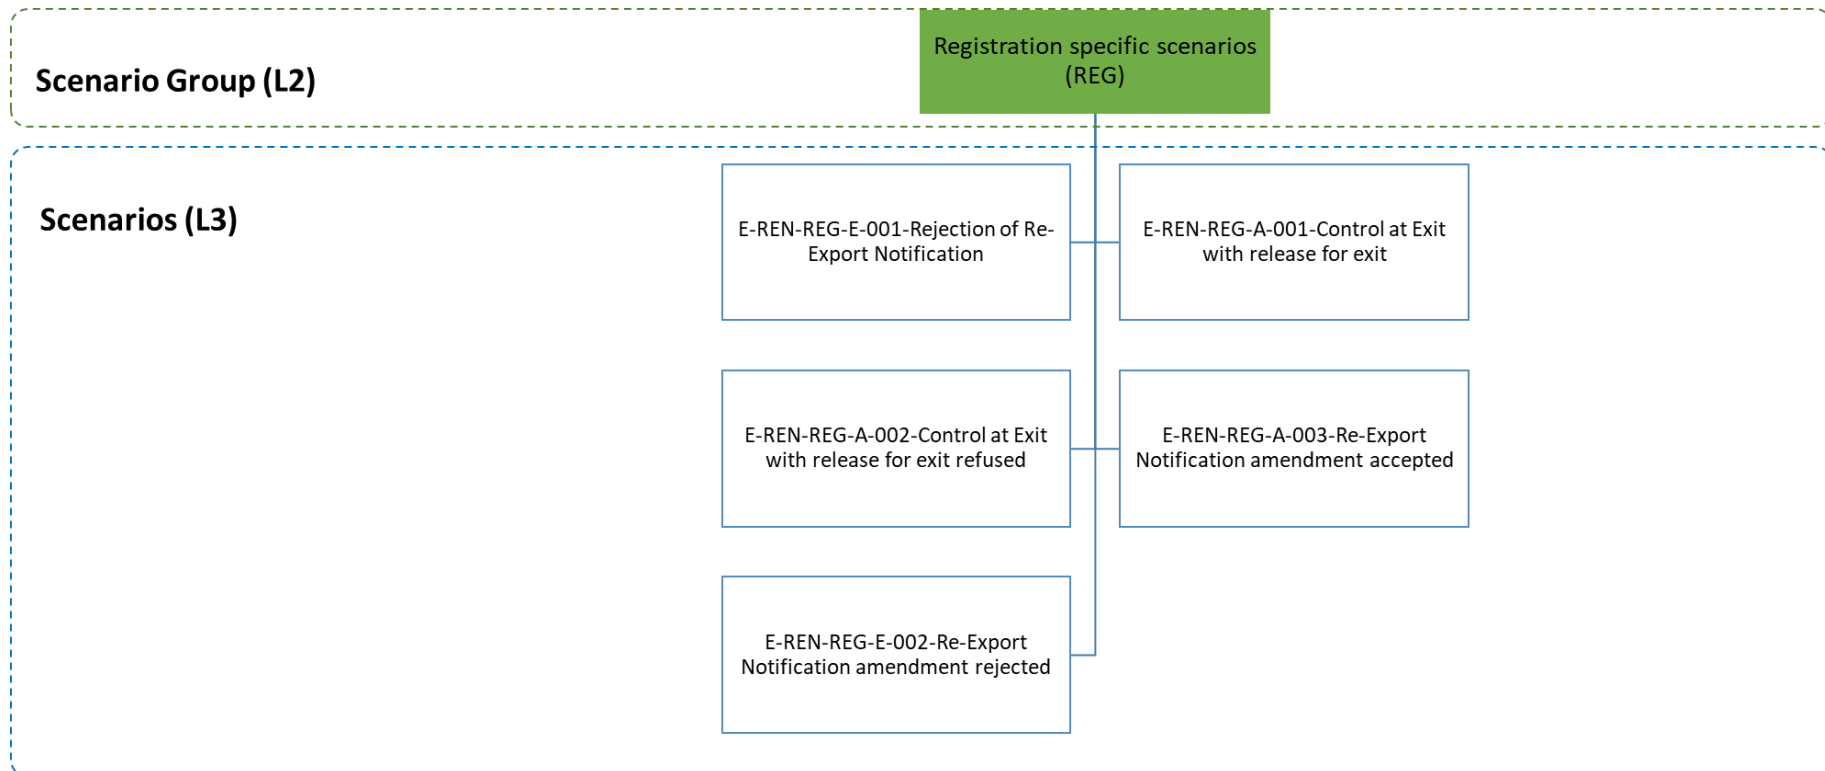 Registration specific scenarios
(REG)
Scenario Group (L2)
Scenarios (L3)
E-REN-REG-E-001-Rejection of Re-
Export Notification
E-REN-REG-A-001-Control at Exit
with release for exit
E-REN-REG-A-002-Control at Exit
with release for exit refused
E-REN-REG-A-003-Re-Export
Notification amendment accepted
E-REN-REG-E-002-Re-Export
Notification amendment rejected